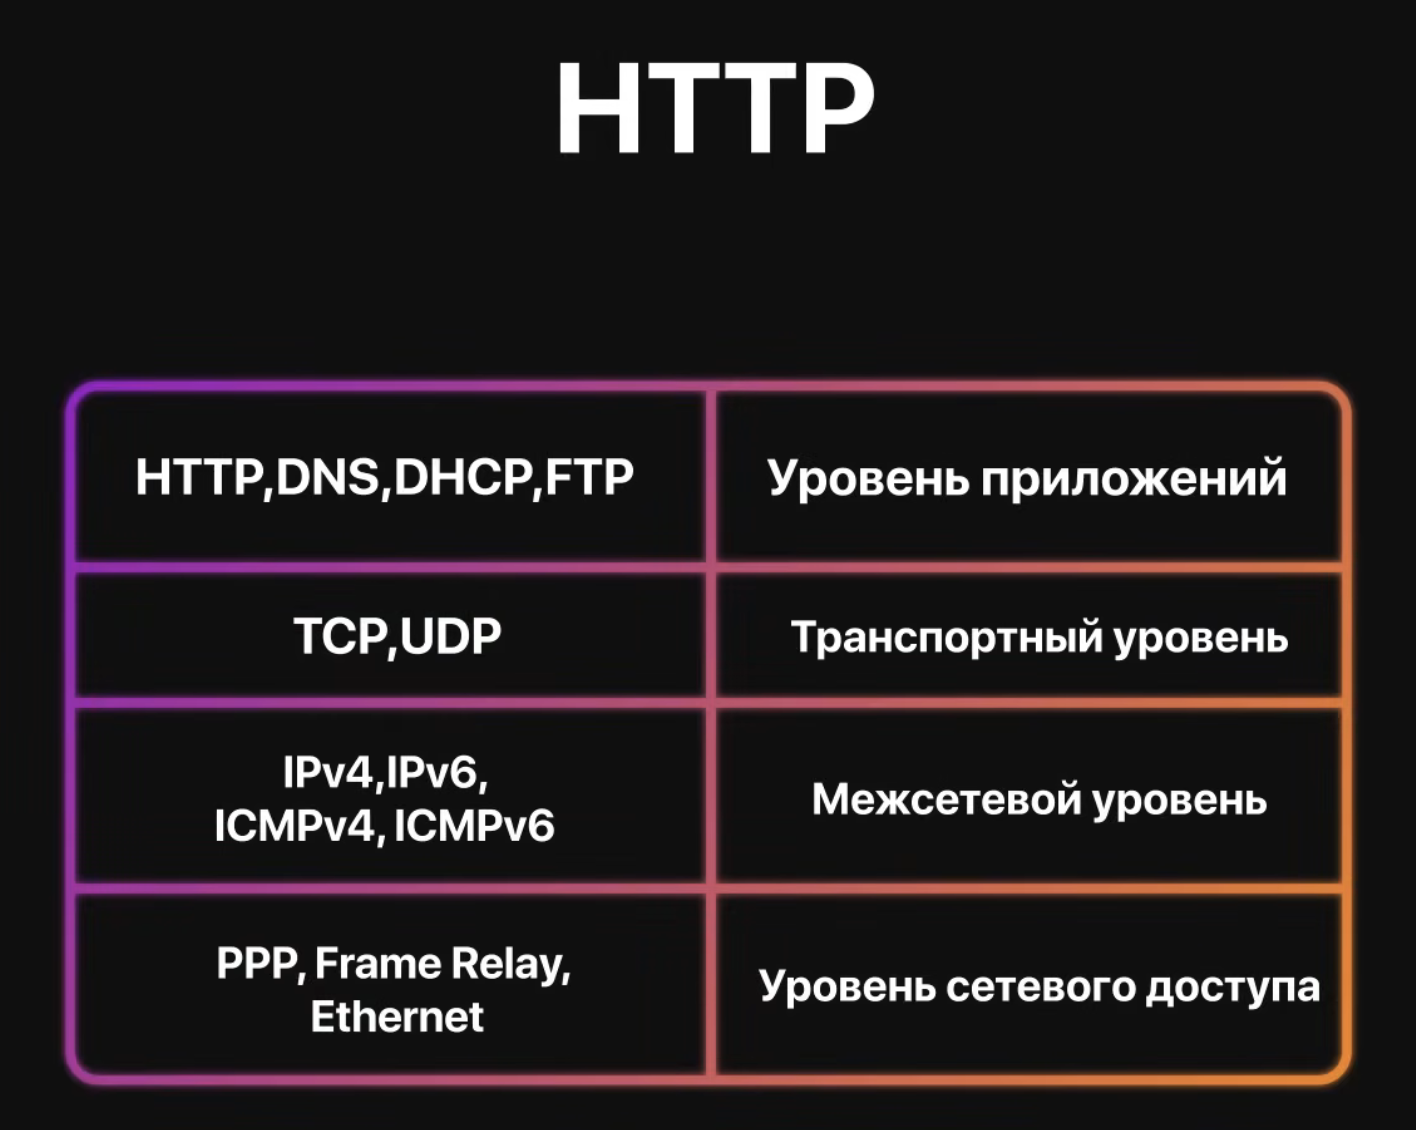 HTTP
HTTP,DNS,DHCP,FTP
Уровень приложений
TCP,UDP
Транспортный уровень
IPv4,IPv6,
ICMPv4, ICMPv6
Межсетевой уровень
PPP, Frame Relay,
Ethernet
Уровень сетевого доступа